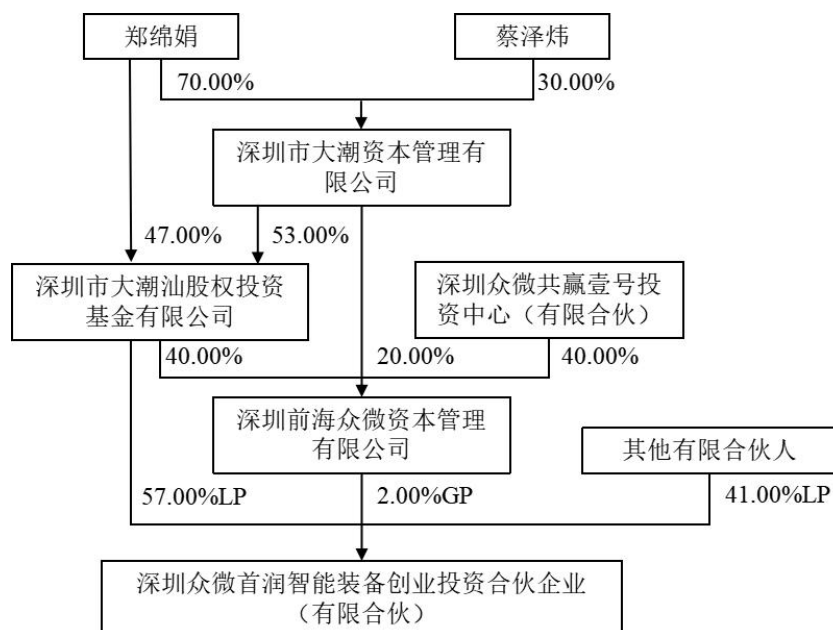 郑绵娟
蔡泽炜
70.00%
30.00%
深圳市大潮资本管理有
限公司
47.00%
53.00%
深圳市大潮汕股权投资
基金有限公司
深圳众微共赢壹号投
资中心（有限合伙）
40.00%
20.00%
40.00%
深圳前海众微资本管理
有限公司
其他有限合伙人
57.00%LP
2.00%GP
41.00%LP
深圳众微首润智能装备创业投资合伙企业
（有限合伙）